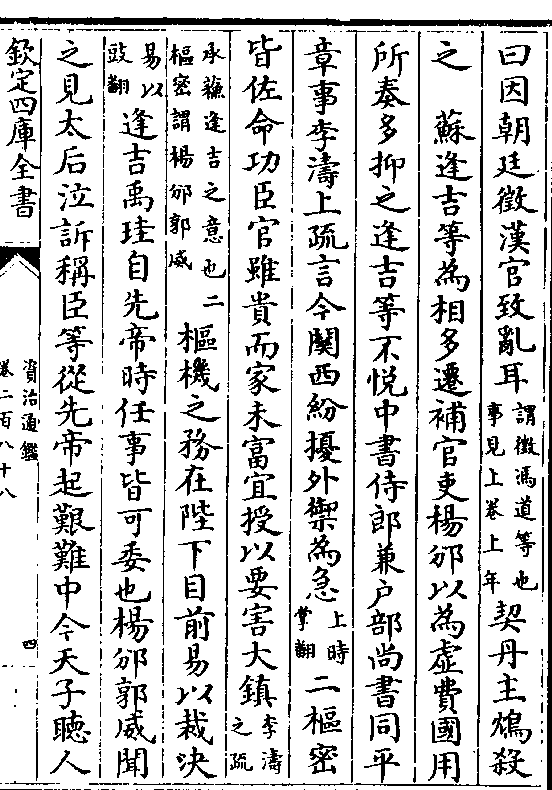 曰因朝廷徵漢官致亂耳謂徵馮道等也事見上卷上年契丹主鴆殺
之　蘇逢吉等為相多遷補官吏楊邠以為虛費國用
所奏多抑之逢吉等不悦中書侍郎兼户部尚書同平
章事李濤上疏言今關西紛擾外禦為急上時掌翻二樞密
皆佐命功臣官雖貴而家未富宜授以要害大鎮李濤之疏
承蘇逢吉之意也二樞密謂楊邠郭威樞機之務在陛下目前易以裁決
易以豉翻逢吉禹珪自先帝時任事皆可委也楊邠郭威聞
之見太后泣訴稱臣等從先帝起艱難中今天子聽人
欽定四庫全書
資治通鑑
卷二百八十八
四